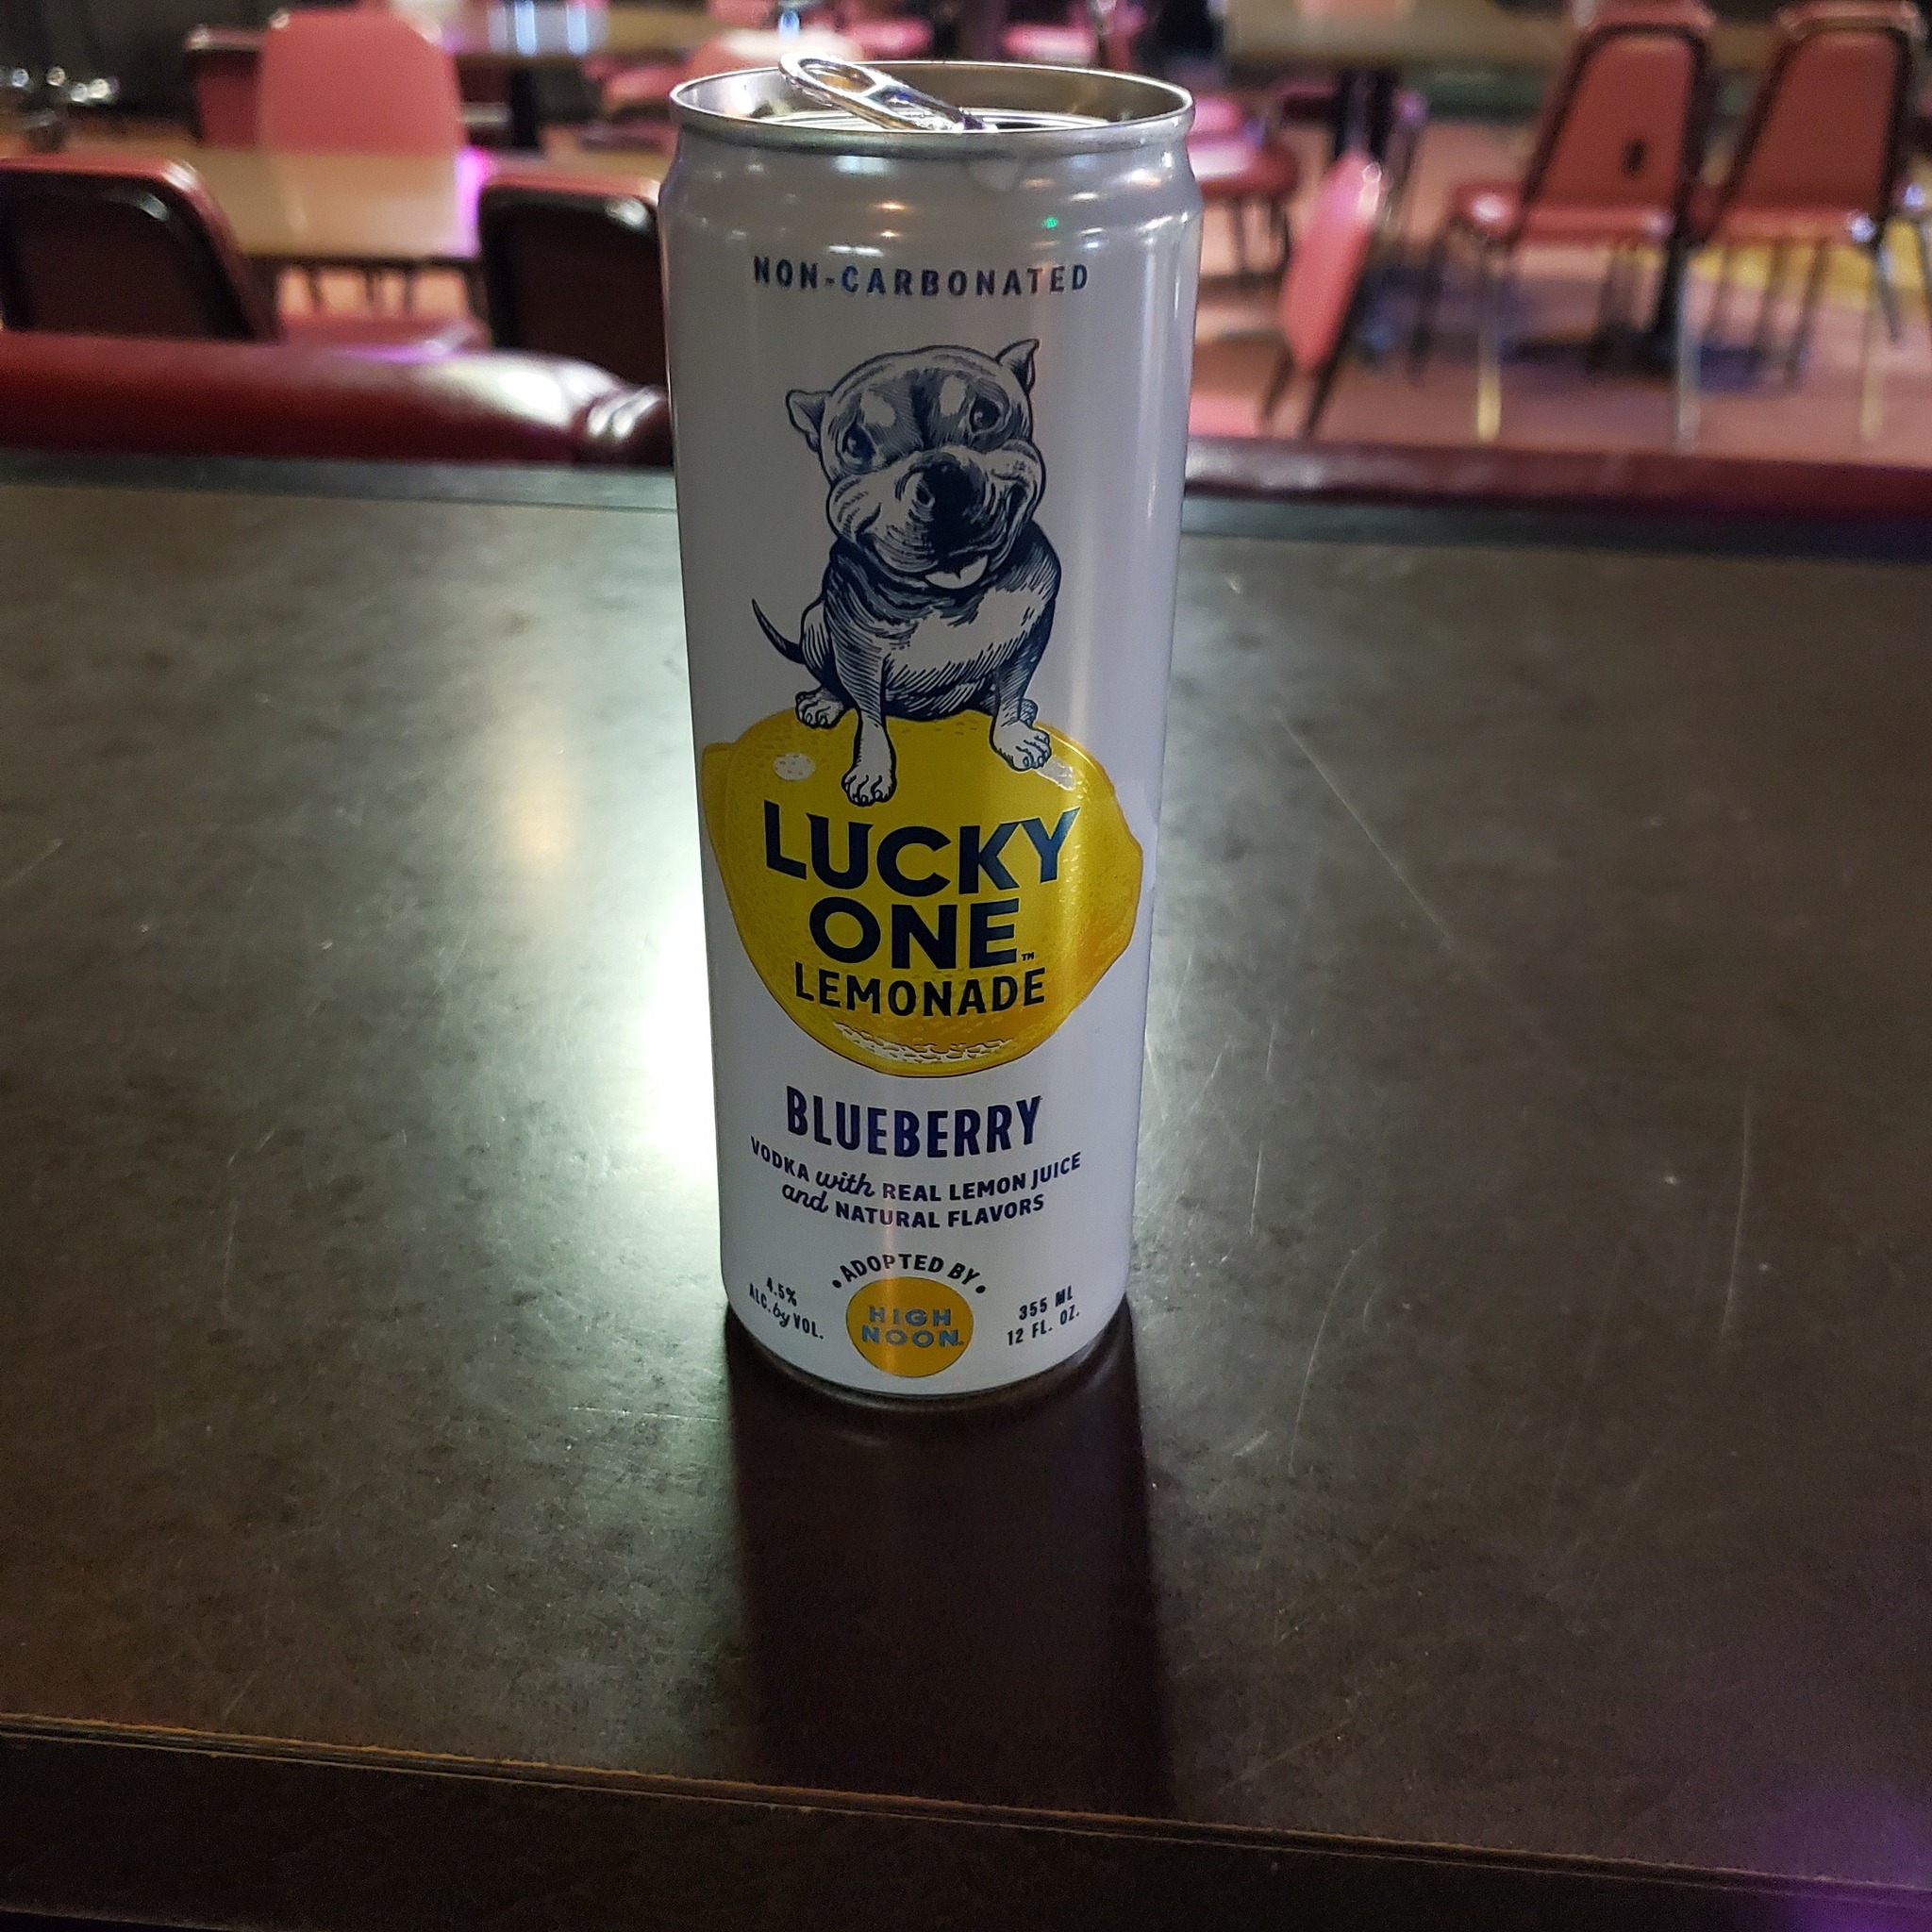 NON-CARBONATED
LUCKY
ONE™
LEMONADE
BLUEBERRY
VODKA with REAL LEMON JUICE
and NATURAL FLAVORS
• ADOPTED BY •
4.5%
ALC. by VOL.
HIGH
NOON
355 ML
12 FL. OZ.